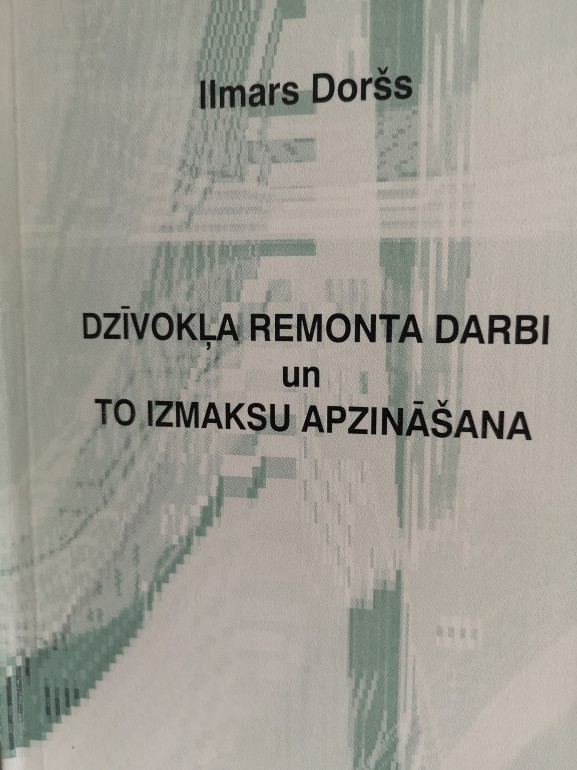 Ilmars Doršs
DZĪVOKĻA REMONTA DARBI
un
TO IZMAKSU APZINĀŠANA